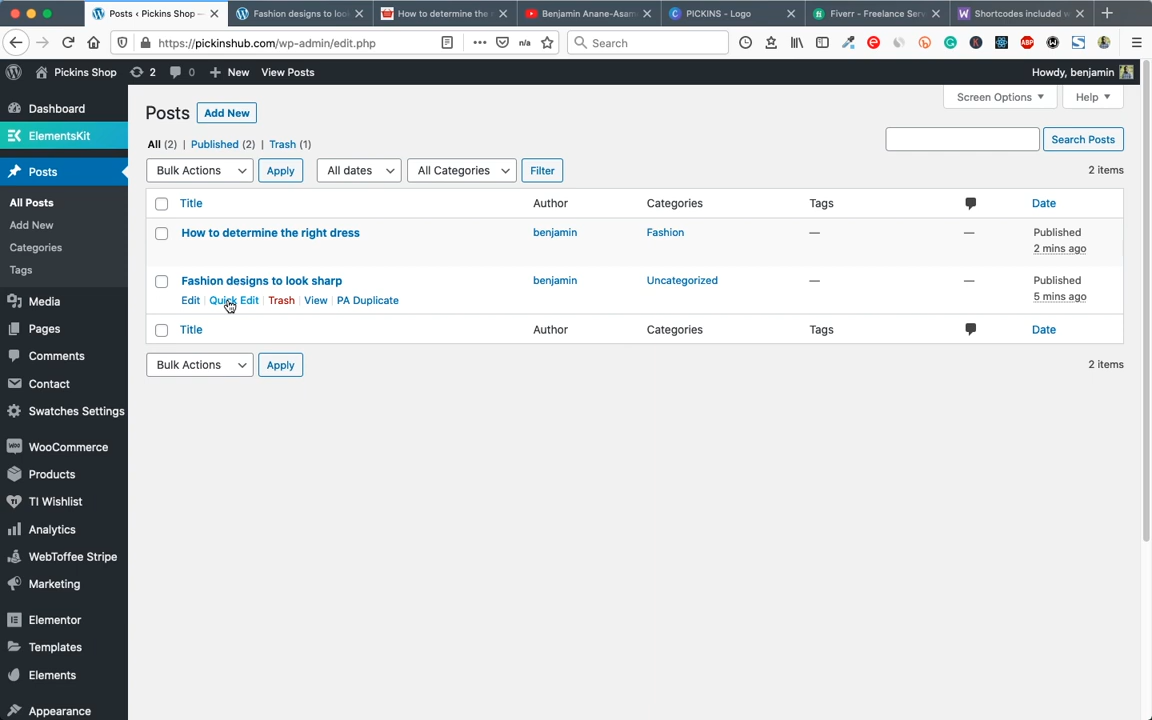 Posts ‹ Pickins Shop —
Fashion designs to loo
How to determine the
Benjamin Anane-Asam
PICKINS - Logo
Fiverr - Freelance Serv
Shortcodes included w
https://pickinshub.com/wp-admin/edit.php
n/a
Search
ABP
Pickins Shop
2
0
New
View Posts
Howdy, benjamin
Dashboard
ElementsKit
Posts
All Posts
Add New
Categories
Tags
Media
Pages
Comments
Contact
Swatches Settings
WooCommerce
Products
TI Wishlist
Analytics
WebToffee Stripe
Marketing
Elementor
Templates
Elements
Appearance
Screen Options
Help
Posts
Add New
All (2) | Published (2) | Trash (1)
Search Posts
Bulk Actions
Apply
All dates
All Categories
Filter
2 items
Title
Author
Categories
Tags
Date
How to determine the right dress
benjamin
Fashion
—
—
Published
2 mins ago
Fashion designs to look sharp
benjamin
Uncategorized
—
—
Published
5 mins ago
Edit | Quick Edit | Trash | View | PA Duplicate
Title
Author
Categories
Tags
Date
Bulk Actions
Apply
2 items